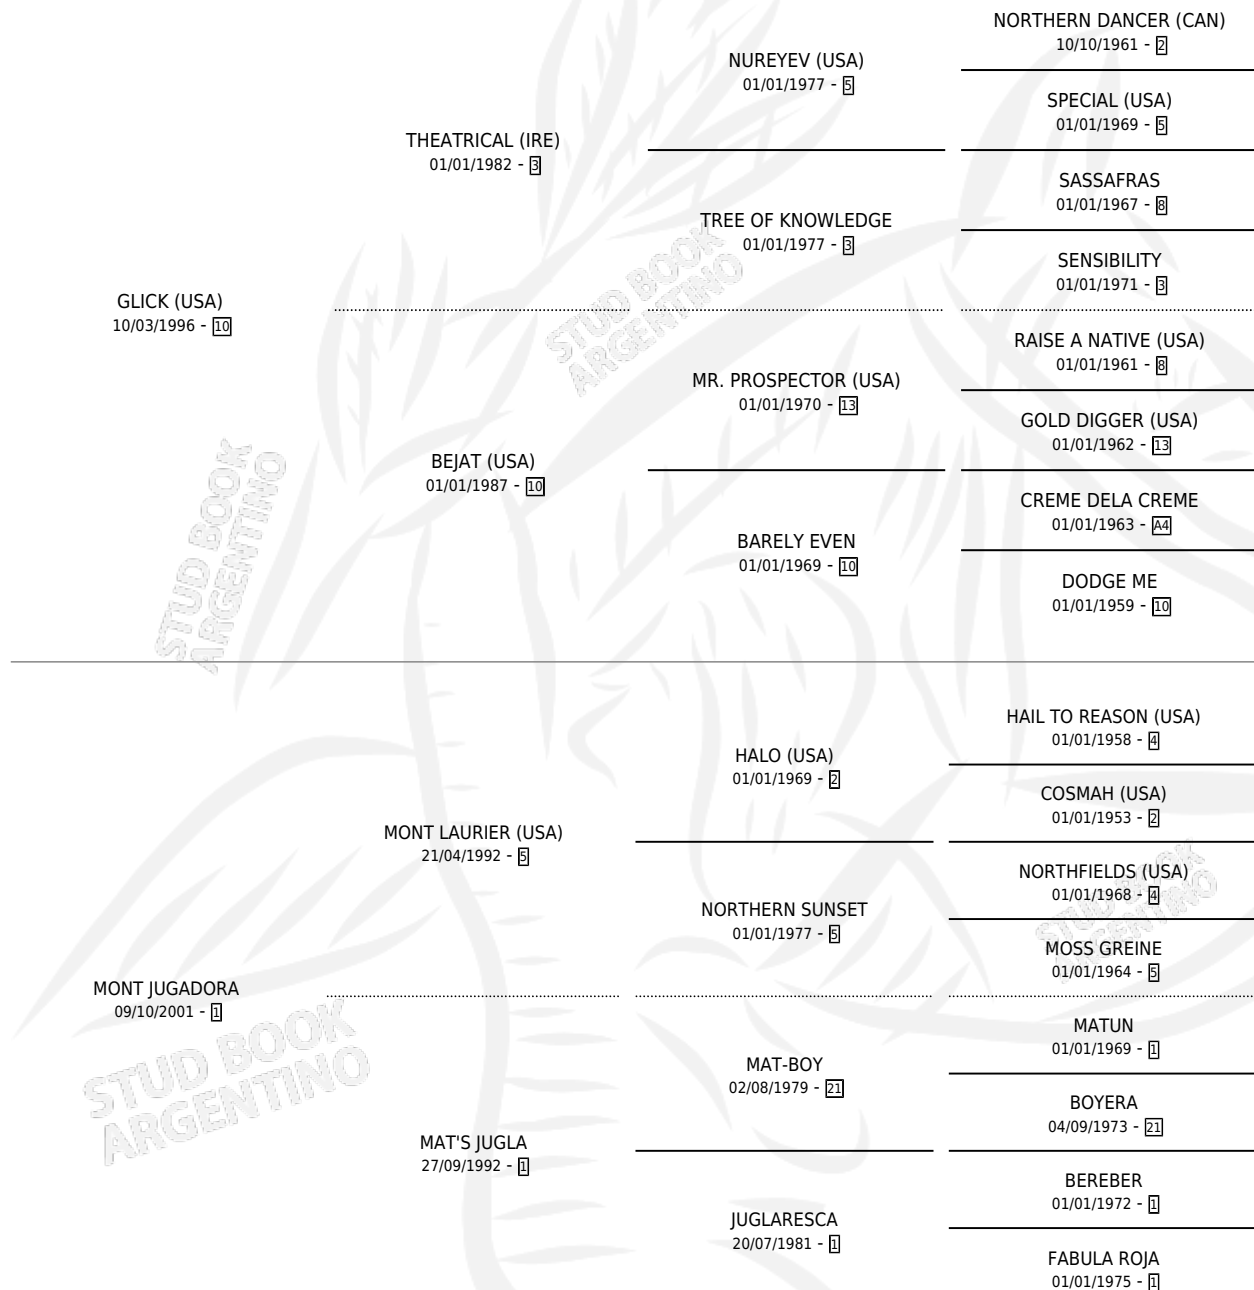 NORTHERN DANCER (CAN)
10/10/1961 - 2
NUREYEV (USA)
01/01/1977 - 5
SPECIAL (USA)
01/01/1969 - 5
THEATRICAL (IRE)
01/01/1982 - 3
SASSAFRAS
01/01/1967 - 8
TREE OF KNOWLEDGE
01/01/1977 - 3
SENSIBILITY
01/01/1971 - 3
GLICK (USA)
10/03/1996 - 10
RAISE A NATIVE (USA)
01/01/1961 - 8
MR. PROSPECTOR (USA)
01/01/1970 - 13
GOLD DIGGER (USA)
01/01/1962 - 13
BEJAT (USA)
01/01/1987 - 10
CREME DELA CREME
01/01/1963 - A4
BARELY EVEN
01/01/1969 - 10
DODGE ME
01/01/1959 - 10
HAIL TO REASON (USA)
01/01/1958 - 4
HALO (USA)
01/01/1969 - 2
COSMAH (USA)
01/01/1953 - 2
MONT LAURIER (USA)
21/04/1992 - 5
NORTHFIELDS (USA)
01/01/1968 - 4
NORTHERN SUNSET
01/01/1977 - 5
MOSS GREINE
01/01/1964 - 5
MONT JUGADORA
09/10/2001 - 1
MATUN
01/01/1969 - 1
MAT-BOY
02/08/1979 - 21
BOYERA
04/09/1973 - 21
MAT'S JUGLA
27/09/1992 - 1
BEREBER
01/01/1972 - 1
JUGLARESCA
20/07/1981 - 1
FABULA ROJA
01/01/1975 - 1
STUD BOOK
ARGENTINO
STUD BOOK
ARGENTINO
STUD BOOK
ARGENTINO
STUD BOOK
ARGENTINO